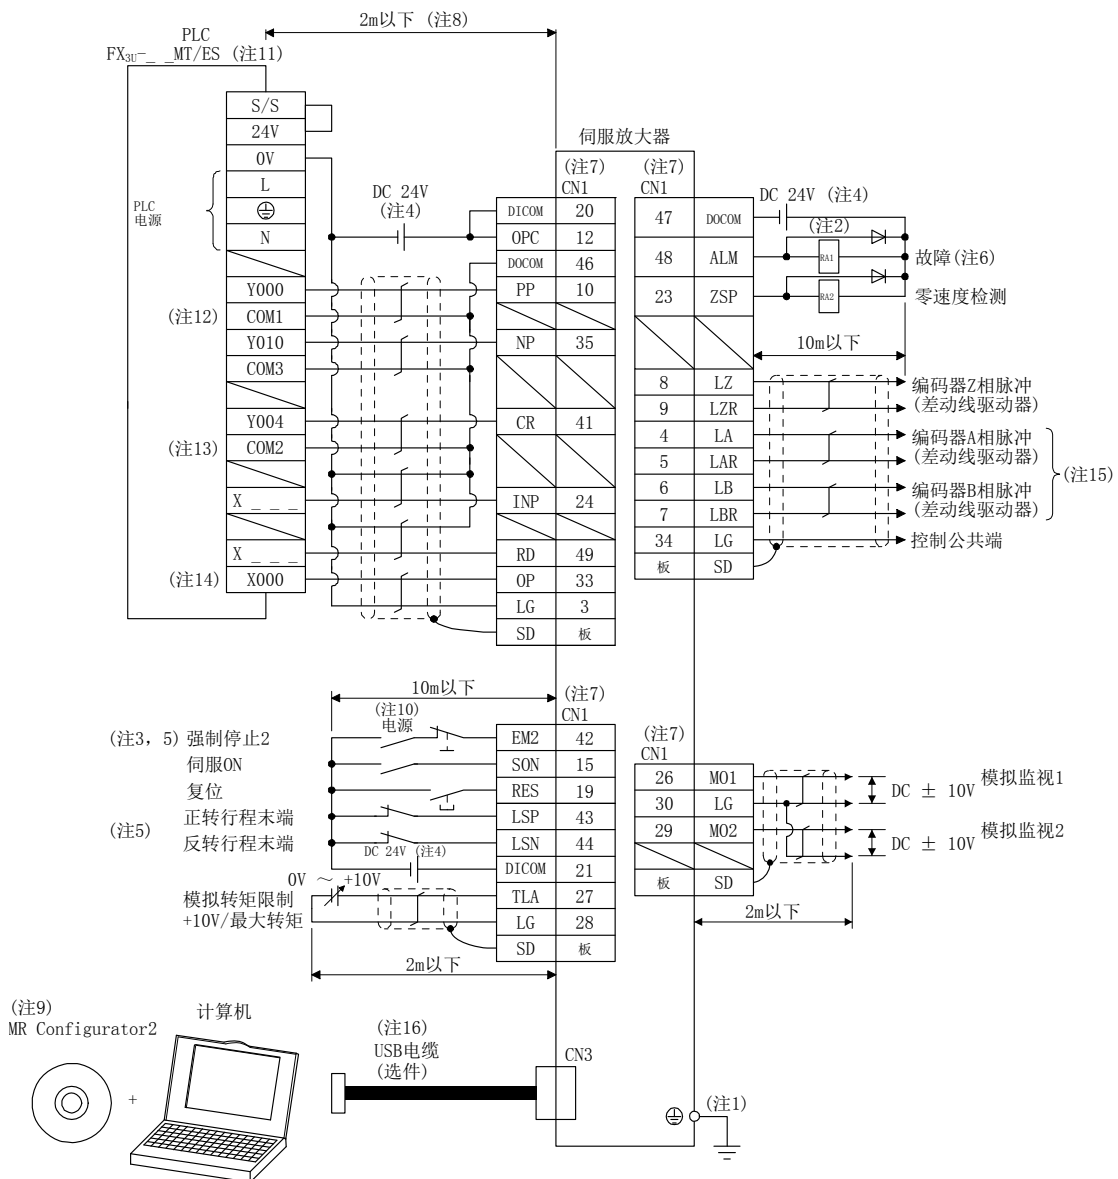 2m以下 (注8)
PLC
FX3U-_ _MT/ES (注11)
S/S
24V
0V
L
N
PLC
电源
Y000
(注12) COM1
Y010
COM3
Y004
(注13) COM2
X _ _ _
X _ _ _
(注14) X000
DC 24V
(注4)
伺服放大器
(注7)
CN1
DICOM 20
OPC 12
DOCOM 46
PP 10
NP 35
CR 41
INP 24
RD 49
OP 33
LG 3
SD 板
(注7)
CN1
47 DOCOM
48 ALM
23 ZSP
8 LZ
9 LZR
4 LA
5 LAR
6 LB
7 LBR
34 LG
板 SD
DC 24V (注4)
(注2)
RA1
故障(注6)
RA2
零速度检测
10m以下
编码器Z相脉冲
(差动线驱动器)
编码器A相脉冲
(差动线驱动器)
(注15)
编码器B相脉冲
(差动线驱动器)
控制公共端
10m以下
(注10)
电源
(注7)
CN1
(注3, 5) 强制停止2
EM2 42
伺服ON
SON 15
复位
RES 19
正转行程末端
LSP 43
(注5)
反转行程末端
LSN 44
DC 24V (注4)
DICOM 21
0V ～ +10V
模拟转矩限制
+10V/最大转矩
TLA 27
LG 28
SD 板
2m以下
(注7)
CN1
26 MO1
30 LG
29 MO2
板 SD
模拟监视1
DC ± 10V
模拟监视2
DC ± 10V
2m以下
(注9)
MR Configurator2
+
计算机
(注16)
USB电缆
(选件)
CN3
(注1)